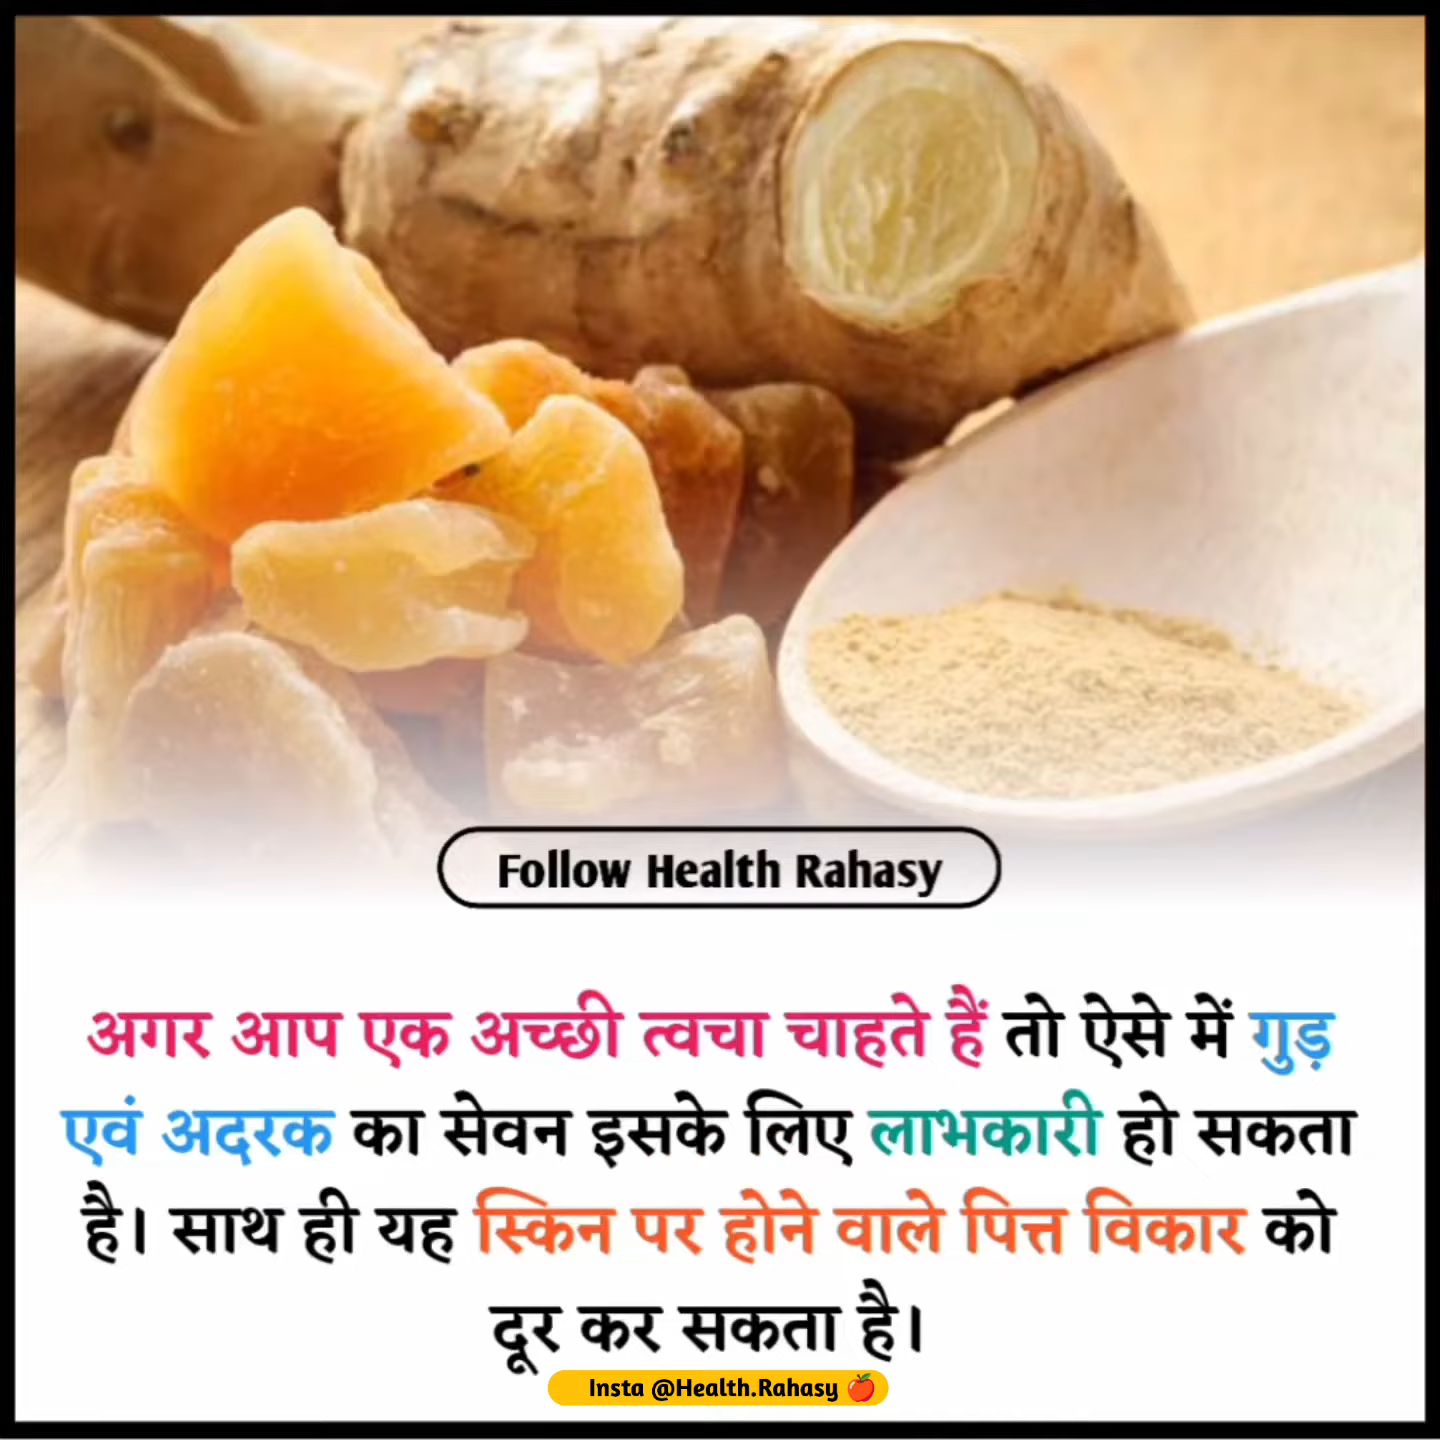 Follow Health Rahasy
अगर आप एक अच्छी त्वचा चाहते हैं तो ऐसे में गुड़
एवं अदरक का सेवन इसके लिए लाभकारी हो सकता
है। साथ ही यह स्किन पर होने वाले पित्त विकार को
दूर कर सकता है।
Insta @Health.Rahasy